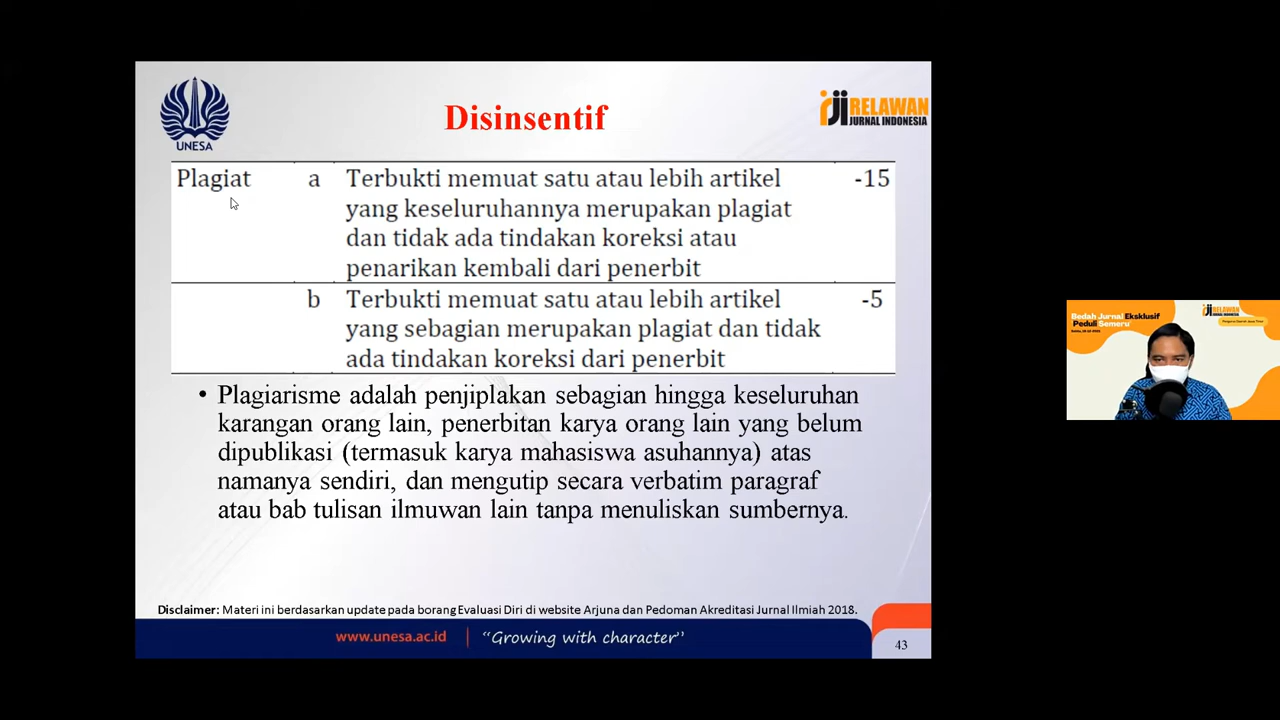 UNESA
Disinsentif
RELAWAN
JURNAL INDONESIA
Plagiat a Terbukti memuat satu atau lebih artikel -15
yang keseluruhannya merupakan plagiat
dan tidak ada tindakan koreksi atau
penarikan kembali dari penerbit
b Terbukti memuat satu atau lebih artikel -5
yang sebagian merupakan plagiat dan tidak
ada tindakan koreksi dari penerbit
• Plagiarisme adalah penjiplakan sebagian hingga keseluruhan
karangan orang lain, penerbitan karya orang lain yang belum
dipublikasi (termasuk karya mahasiswa asuhannya) atas
namanya sendiri, dan mengutip secara verbatim paragraf
atau bab tulisan ilmuwan lain tanpa menuliskan sumbernya.
Disclaimer: Materi ini berdasarkan update pada borang Evaluasi Diri di website Arjuna dan Pedoman Akreditasi Jurnal Ilmiah 2018.
www.unesa.ac.id | "Growing with character"
43
Bedah Jurnal Eksklusif
Peduli Semeru
RELAWAN
JURNAL INDONESIA